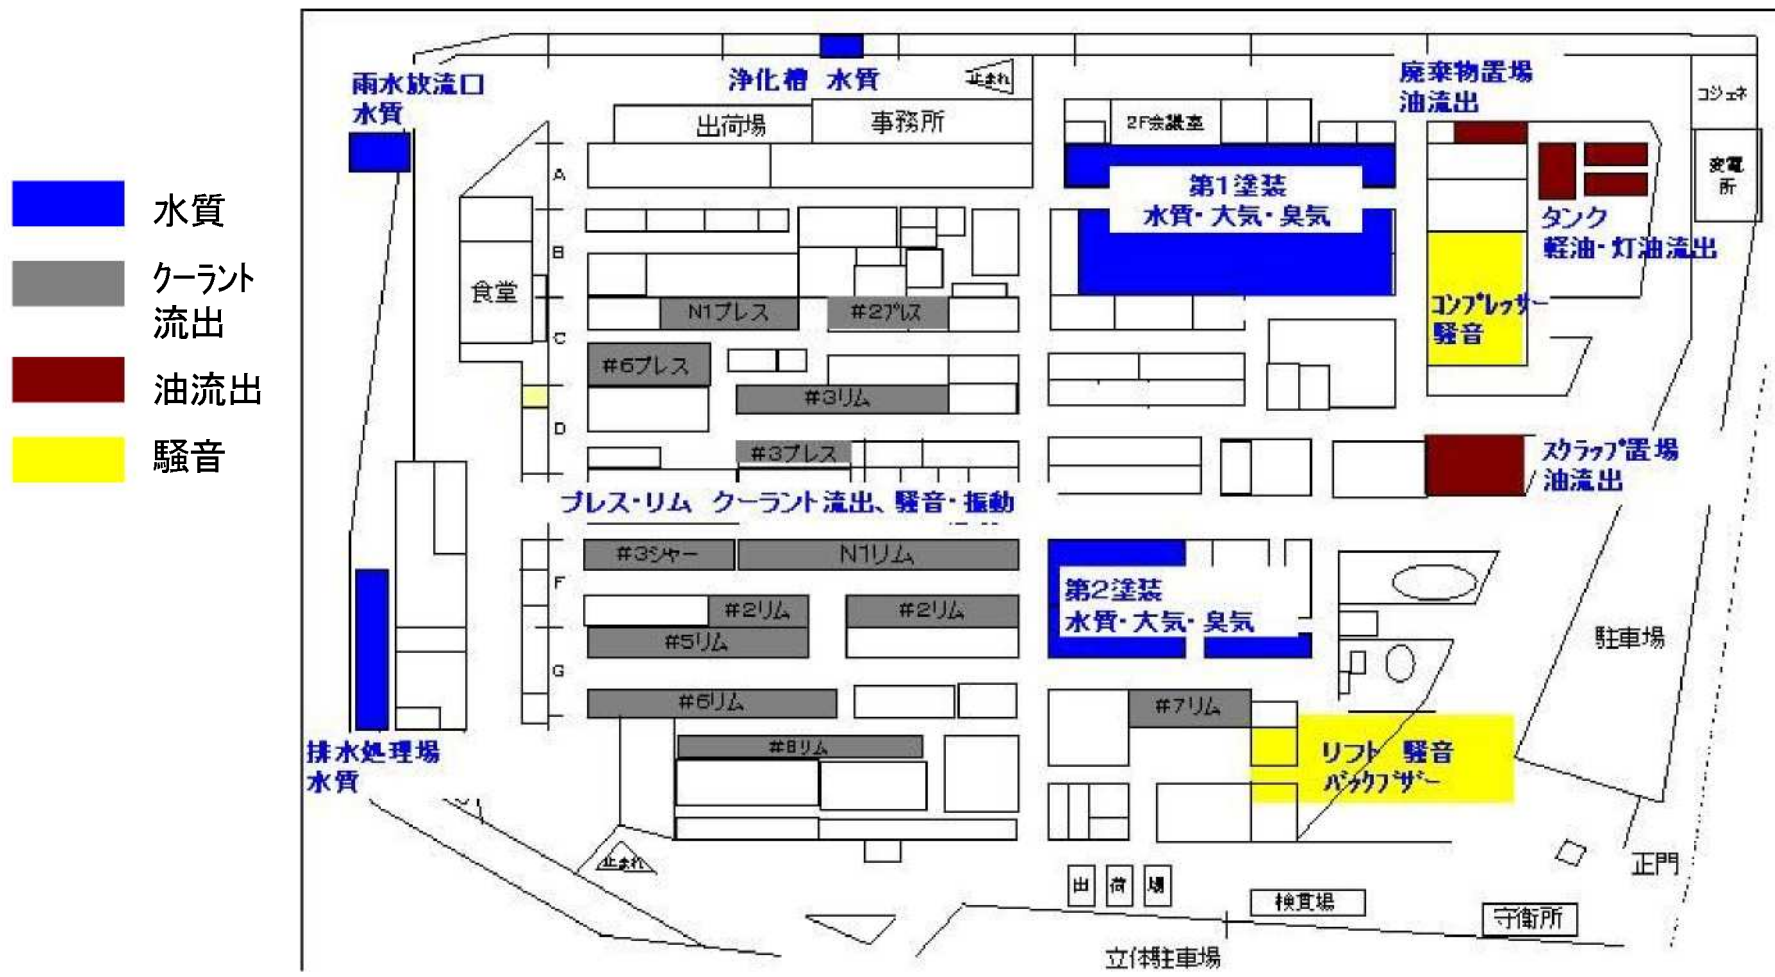 水質
クーラント
流出
油流出
騒音
雨水放流口
水質
浄化槽 水質
止まれ
廃棄物置場
油流出
コジェネ
出荷場
事務所
2F会議室
変電
所
A
第1塗装
水質・大気・臭気
タンク
軽油・灯油流出
B
食堂
N1プレス
#2プレス
コンプレッサー
騒音
C
#6プレス
#3リム
D
#3プレス
スクラップ置場
油流出
プレス・リム クーラント流出、騒音・振動
#3シャー
N1リム
F
第2塗装
水質・大気・臭気
#2リム
#2リム
#5リム
駐車場
G
#6リム
#7リム
#8リム
リフト 騒音
バックブザー
排水処理場
水質
止まれ
正門
出荷場
検貫場
守衛所
立体駐車場